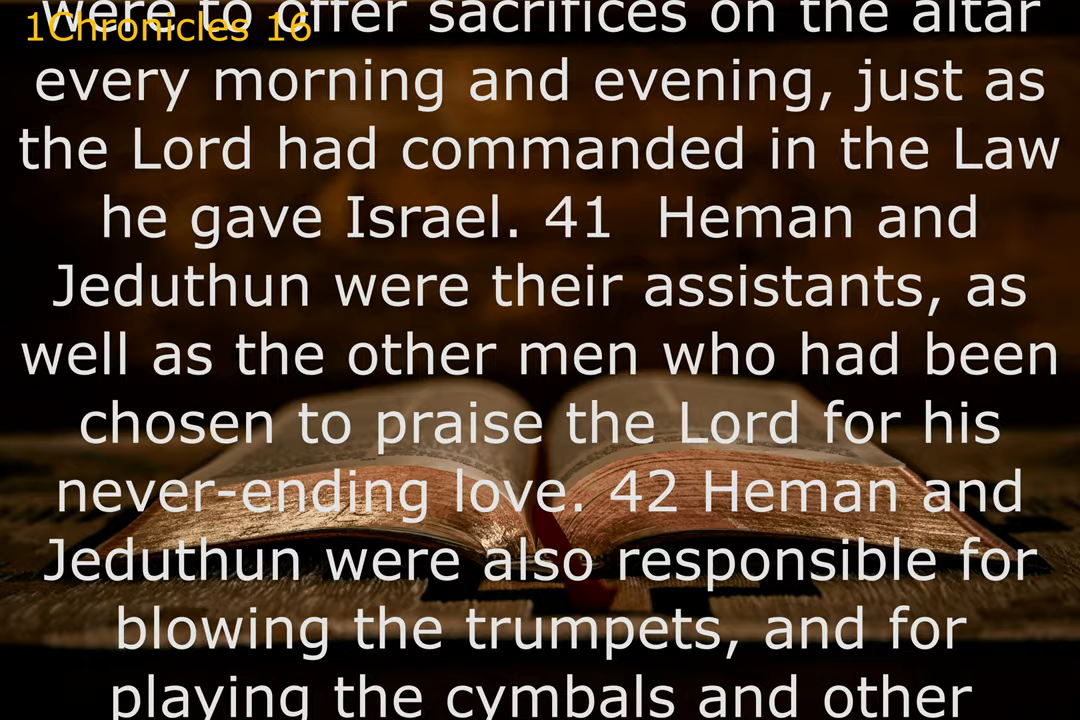 1Chronicles 16
were to offer sacrifices on the altar
every morning and evening, just as
the Lord had commanded in the Law
he gave Israel. 41  Heman and
Jeduthun were their assistants, as
well as the other men who had been
chosen to praise the Lord for his
never-ending love. 42 Heman and
Jeduthun were also responsible for
blowing the trumpets, and for
playing the cymbals and other